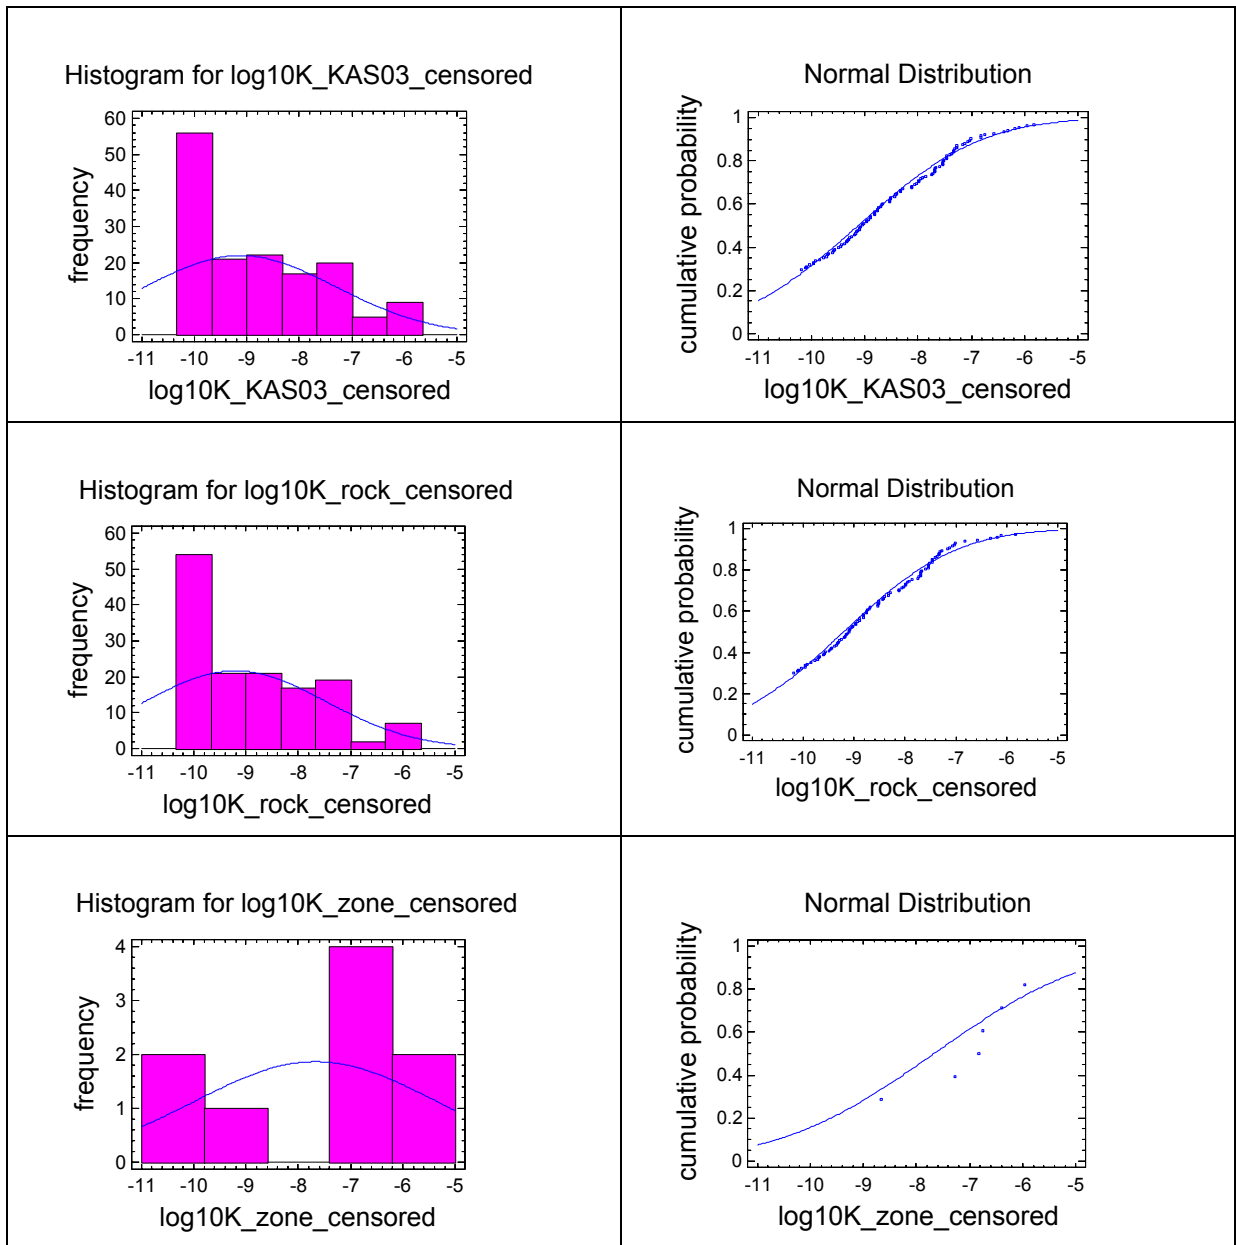 Histogram for log10K_KAS03_censored
frequency
60
50
40
30
20
10
0
-11 -10 -9 -8 -7 -6 -5
log10K_KAS03_censored
Normal Distribution
cumulative probability
1
0.8
0.6
0.4
0.2
0
-11 -10 -9 -8 -7 -6 -5
log10K_KAS03_censored
Histogram for log10K_rock_censored
frequency
60
50
40
30
20
10
0
-11 -10 -9 -8 -7 -6 -5
log10K_rock_censored
Normal Distribution
cumulative probability
1
0.8
0.6
0.4
0.2
0
-11 -10 -9 -8 -7 -6 -5
log10K_rock_censored
Histogram for log10K_zone_censored
frequency
4
3
2
1
0
-11 -10 -9 -8 -7 -6 -5
log10K_zone_censored
Normal Distribution
cumulative probability
1
0.8
0.6
0.4
0.2
0
-11 -10 -9 -8 -7 -6 -5
log10K_zone_censored